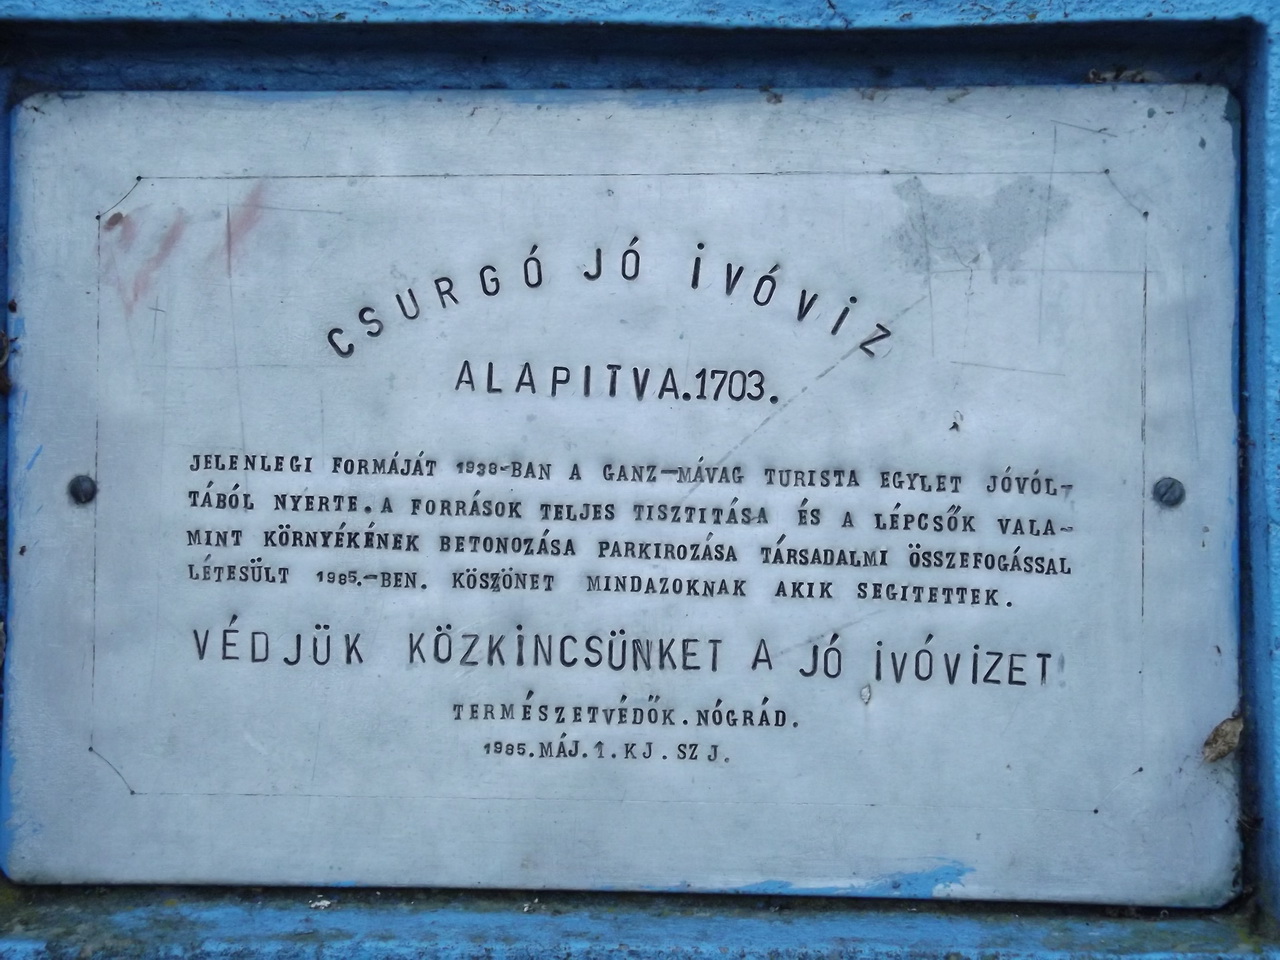 CSURGÓ JÓ IVÓVIZ
ALAPITVA.1703.
JELENLEGI FORMÁJÁT 1938-BAN A GANZ-MÁVAG TURISTA EGYLET JÓVÓL-
TÁBÓL NYERTE. A FORRÁSOK TELJES TISZTITÁSA ÉS A LÉPCSŐK VALA-
MINT KÖRNYÉKÉNEK BETONOZÁSA PARKIROZÁSA TÁRSADALMI ÖSSZEFOGÁSSAL
LÉTESÜLT 1985.-BEN. KÖSZÖNET MINDAZOKNAK AKIK SEGITETTEK.
VÉDJÜK KÖZKINCSÜNKET A JÓ IVÓVIZET
TERMÉSZETVÉDŐK. NÓGRÁD.
1985. MÁJ. 1. KJ. SZ J.